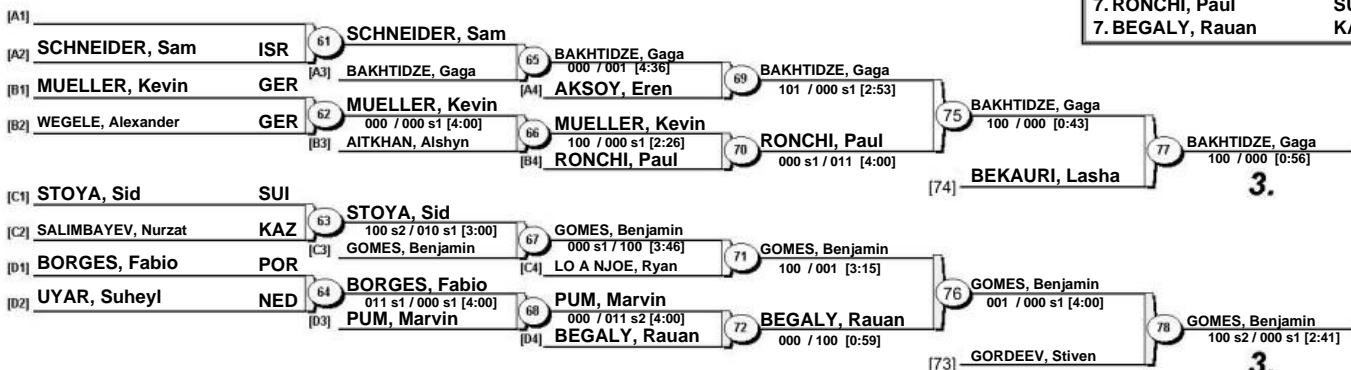 7. RONCHI, Paul SU
7. BEGALY, Rauan KA
[A1]
[A2] SCHNEIDER, Sam ISR
61 SCHNEIDER, Sam
[A3] BAKHTIDZE, Gaga
65 BAKHTIDZE, Gaga
000 / 001 [4:36]
[A4] AKSOY, Eren
69 BAKHTIDZE, Gaga
101 / 000 s1 [2:53]
[B1] MUELLER, Kevin GER
[B2] WEGELE, Alexander GER
62 MUELLER, Kevin
000 / 000 s1 [4:00]
[B3] AITKHAN, Alshyn
66 MUELLER, Kevin
100 / 000 s1 [2:26]
[B4] RONCHI, Paul
70 RONCHI, Paul
000 s1 / 011 [4:00]
75 BAKHTIDZE, Gaga
100 / 000 [0:43]
[74] BEKAURI, Lasha
77 BAKHTIDZE, Gaga
100 / 000 [0:56]
3.
[C1] STOYA, Sid SUI
[C2] SALIMBAYEV, Nurzat KAZ
63 STOYA, Sid
100 s2 / 010 s1 [3:00]
[C3] GOMES, Benjamin
67 GOMES, Benjamin
000 s1 / 100 [3:46]
[C4] LO A NJOE, Ryan
71 GOMES, Benjamin
100 / 001 [3:15]
[D1] BORGES, Fabio POR
[D2] UYAR, Suheyl NED
64 BORGES, Fabio
011 s1 / 000 s1 [4:00]
[D3] PUM, Marvin
68 PUM, Marvin
000 / 011 s2 [4:00]
[D4] BEGALY, Rauan
72 BEGALY, Rauan
000 / 100 [0:59]
76 GOMES, Benjamin
001 / 000 s1 [4:00]
[73] GORDEEV, Stiven
78 GOMES, Benjamin
100 s2 / 000 s1 [2:41]
3.